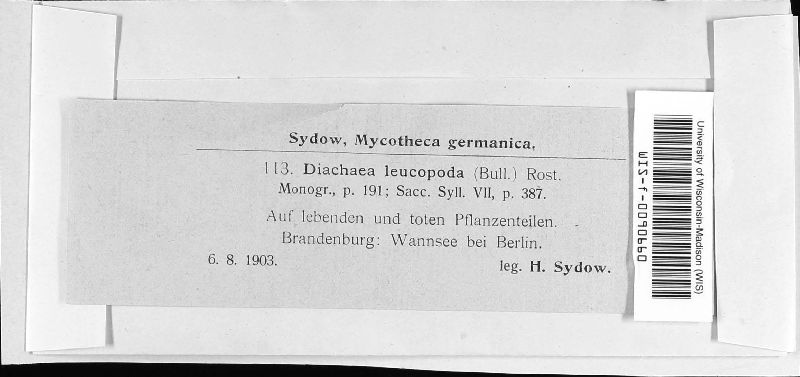 Sydow, Mycotheca germanica.
113. Diachaea leucopoda (Bull.) Rost.
Monogr., p. 191; Sacc. Syll. VII, p. 387.
Auf lebenden und toten Pflanzenteilen.
Brandenburg: Wannsee bei Berlin.
6. 8. 1903.
leg. H. Sydow.
University of Wisconsin-Madison (WIS)
WIS-f-0090990